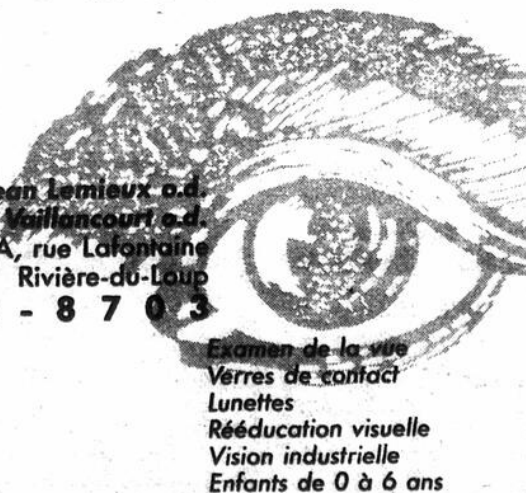 ean Lemieux o.d.
Vaillancourt o.d.
A, rue Lafontaine
Rivière-du-Loup
- 8 7 0 3
Examen de la vue
Verres de contact
Lunettes
Rééducation visuelle
Vision industrielle
Enfants de 0 à 6 ans